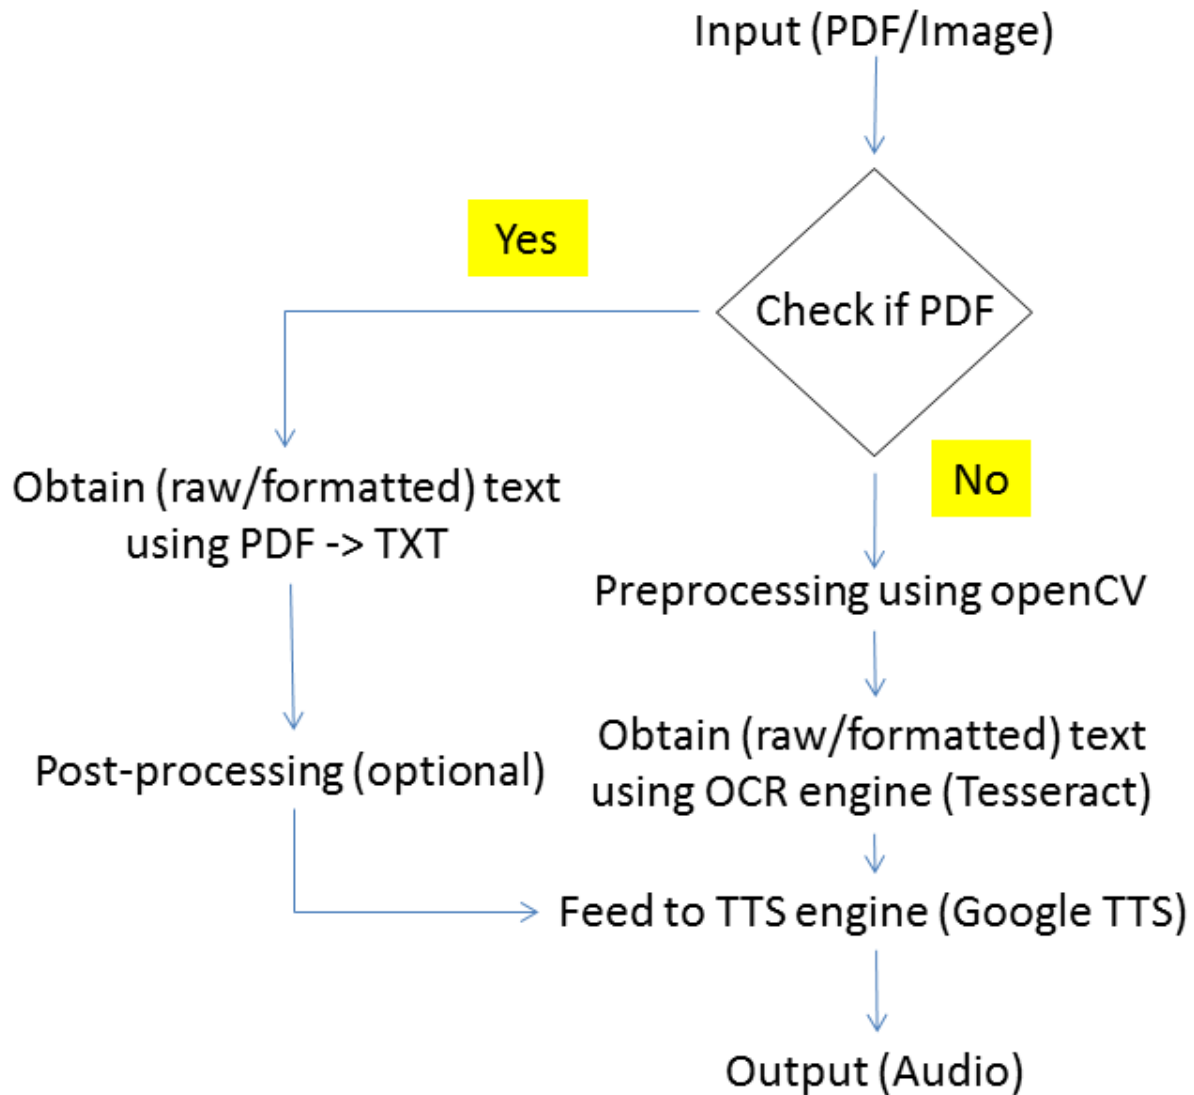 Input (PDF/Image)
Yes
Check if PDF
No
Obtain (raw/formatted) text
using PDF -> TXT
Preprocessing using openCV
Post-processing (optional)
Obtain (raw/formatted) text
using OCR engine (Tesseract)
Feed to TTS engine (Google TTS)
Output (Audio)